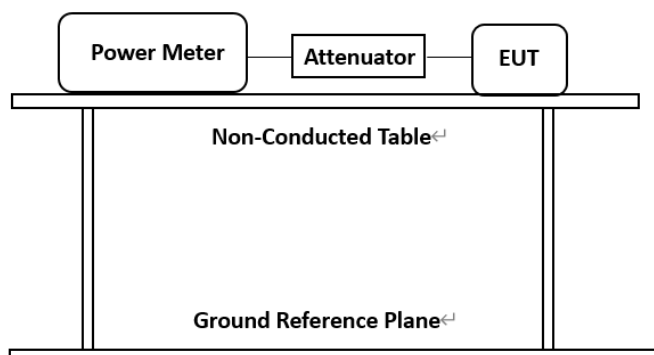 Power Meter
Attenuator
EUT
Non-Conducted Table↵
Ground Reference Plane↵